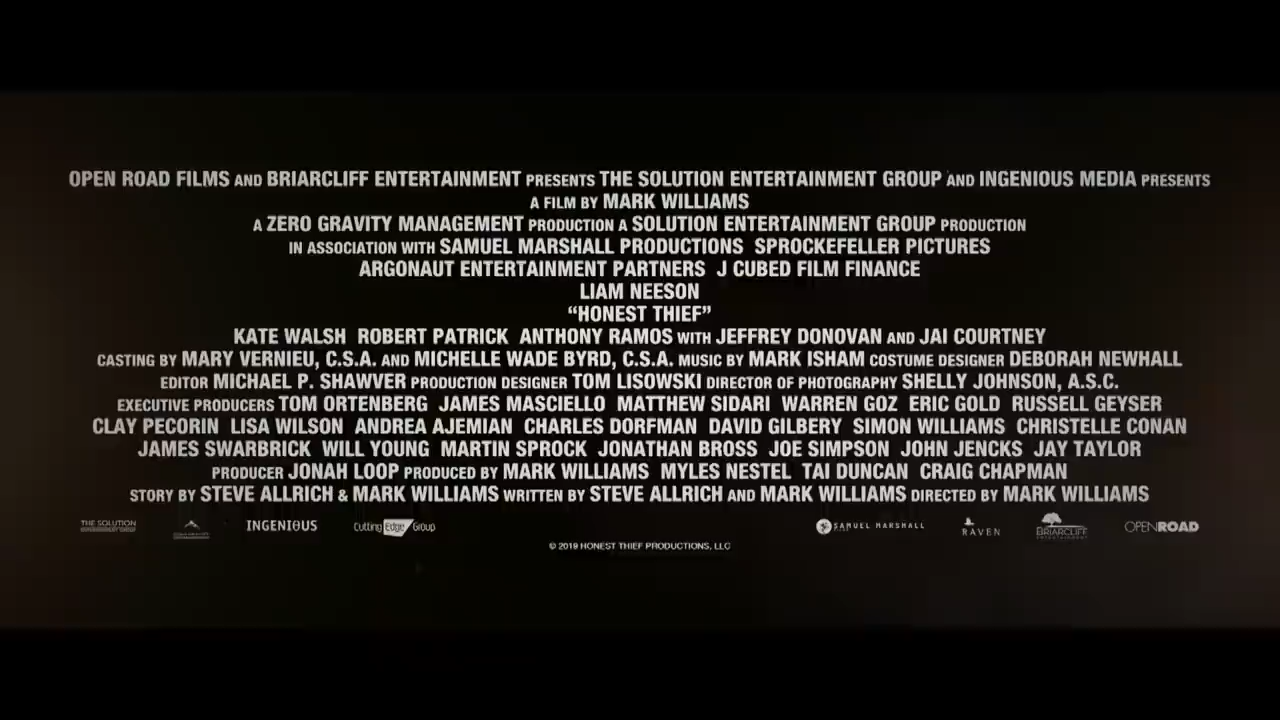 OPEN ROAD FILMS AND BRIARCLIFF ENTERTAINMENT PRESENTS THE SOLUTION ENTERTAINMENT GROUP AND INGENIOUS MEDIA PRESENTS
A FILM BY MARK WILLIAMS
A ZERO GRAVITY MANAGEMENT PRODUCTION A SOLUTION ENTERTAINMENT GROUP PRODUCTION
IN ASSOCIATION WITH SAMUEL MARSHALL PRODUCTIONS SPROCKEFELLER PICTURES
ARGONAUT ENTERTAINMENT PARTNERS J CUBED FILM FINANCE
LIAM NEESON
“HONEST THIEF”
KATE WALSH ROBERT PATRICK ANTHONY RAMOS WITH JEFFREY DONOVAN AND JAI COURTNEY
CASTING BY MARY VERNIEU, C.S.A. AND MICHELLE WADE BYRD, C.S.A. MUSIC BY MARK ISHAM COSTUME DESIGNER DEBORAH NEWHALL
EDITOR MICHAEL P. SHAWVER PRODUCTION DESIGNER TOM LISOWSKI DIRECTOR OF PHOTOGRAPHY SHELLY JOHNSON, A.S.C.
EXECUTIVE PRODUCERS TOM ORTENBERG JAMES MASCIELLO MATTHEW SIDARI WARREN GOZ ERIC GOLD RUSSELL GEYSER
CLAY PECORIN LISA WILSON ANDREA AJEMIAN CHARLES DORFMAN DAVID GILBERY SIMON WILLIAMS CHRISTELLE CONAN
JAMES SWARBRICK WILL YOUNG MARTIN SPROCK JONATHAN BROSS JOE SIMPSON JOHN JENCKS JAY TAYLOR
PRODUCER JONAH LOOP PRODUCED BY MARK WILLIAMS MYLES NESTEL TAI DUNCAN CRAIG CHAPMAN
STORY BY STEVE ALLRICH & MARK WILLIAMS WRITTEN BY STEVE ALLRICH AND MARK WILLIAMS DIRECTED BY MARK WILLIAMS
THE SOLUTION INGENIOUS Cutting Edge Group SAMUEL MARSHALL RAVEN BRIARCLIFF ENTERTAINMENT OPENROAD
© 2019 HONEST THIEF PRODUCTIONS, LLC